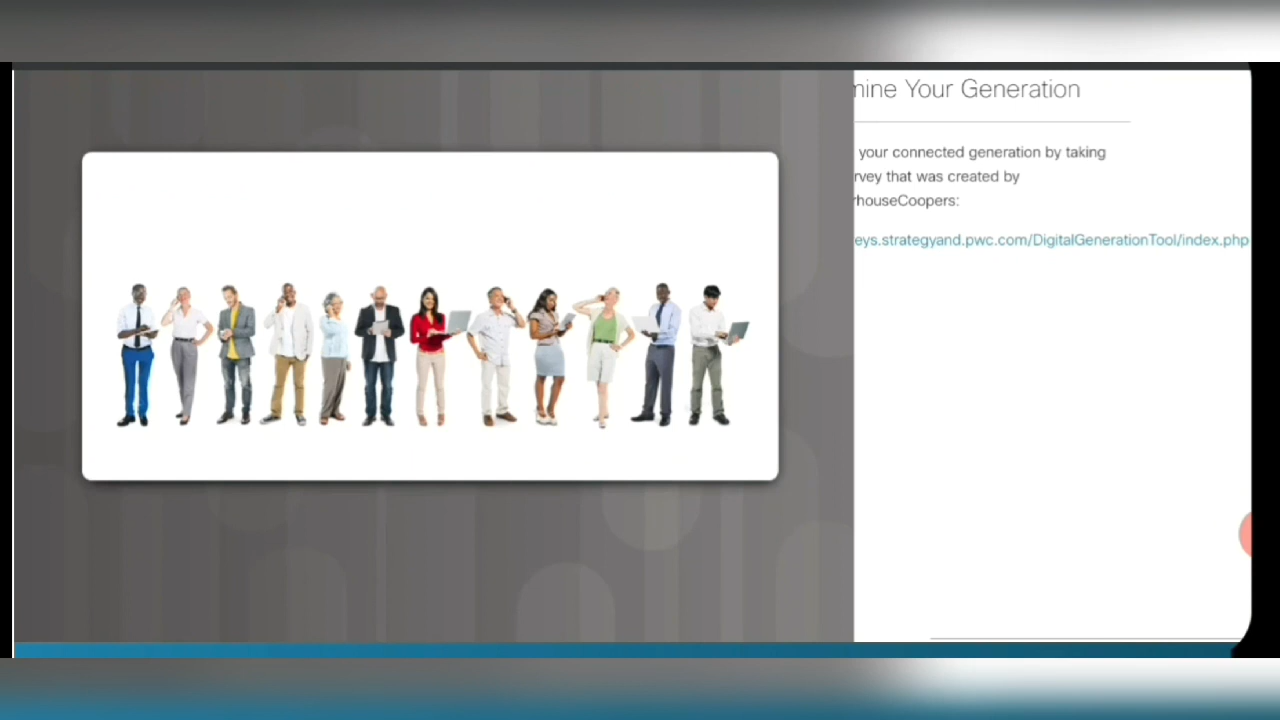 mine Your Generation
your connected generation by taking
rvey that was created by
rhouseCoopers:
eys.strategyand.pwc.com/DigitalGenerationTool/index.php